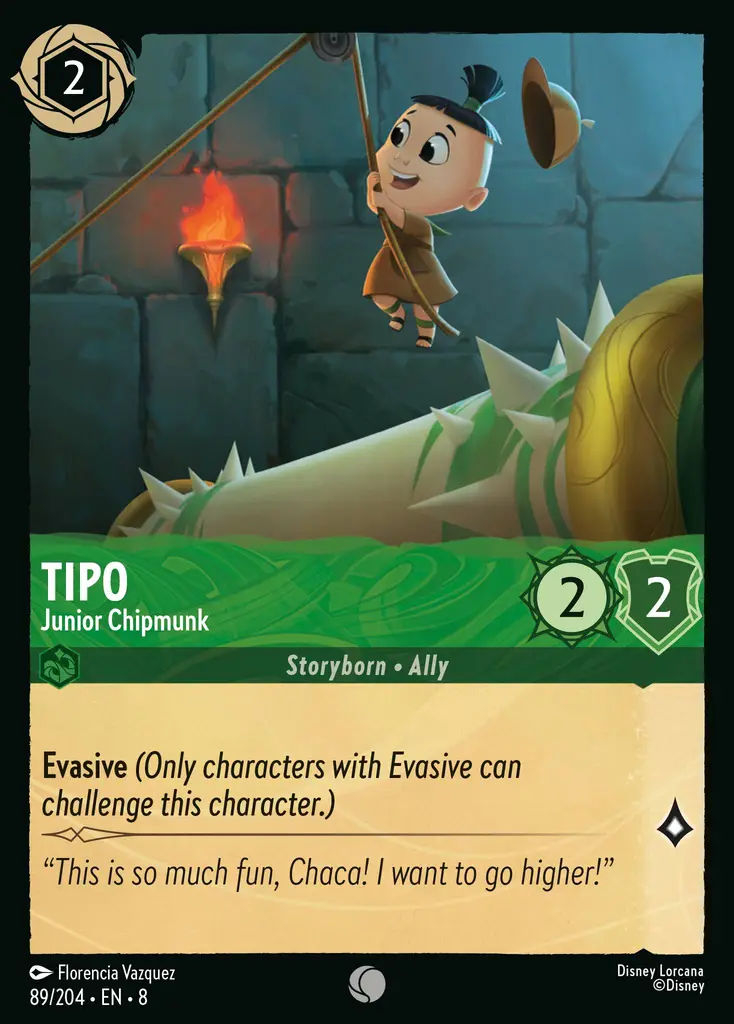 2
TIPO
Junior Chipmunk
2
2
Storyborn • Ally
Evasive (Only characters with Evasive can
challenge this character.)
“This is so much fun, Chaca! I want to go higher!”
Florencia Vazquez
89/204 • EN • 8
Disney Lorcana
©Disney